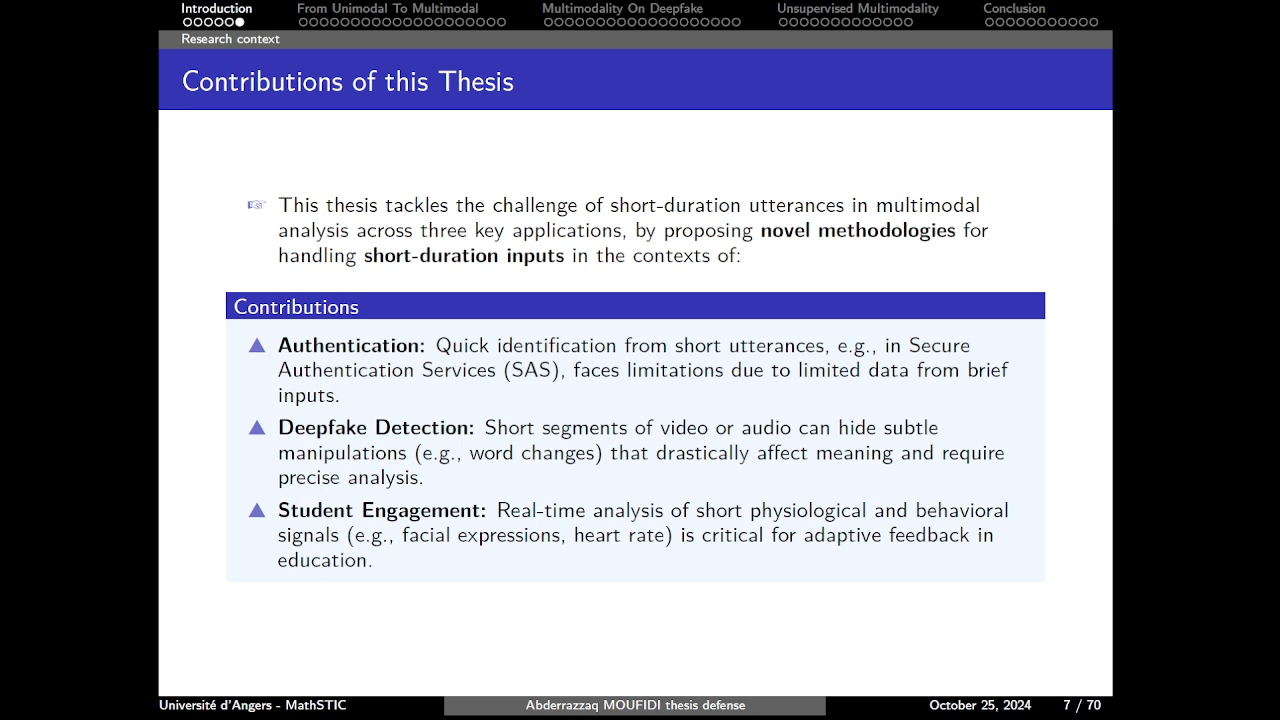 Introduction From Unimodal To Multimodal Multimodality On Deepfake Unsupervised Multimodality Conclusion
Research context
Contributions of this Thesis
This thesis tackles the challenge of short-duration utterances in multimodal
analysis across three key applications, by proposing novel methodologies for
handling short-duration inputs in the contexts of:
Contributions
Authentication: Quick identification from short utterances, e.g., in Secure
Authentication Services (SAS), faces limitations due to limited data from brief
inputs.
Deepfake Detection: Short segments of video or audio can hide subtle
manipulations (e.g., word changes) that drastically affect meaning and require
precise analysis.
Student Engagement: Real-time analysis of short physiological and behavioral
signals (e.g., facial expressions, heart rate) is critical for adaptive feedback in
education.
Université d'Angers - MathSTIC Abderrazzaq MOUFIDI thesis defense October 25, 2024 7 / 70